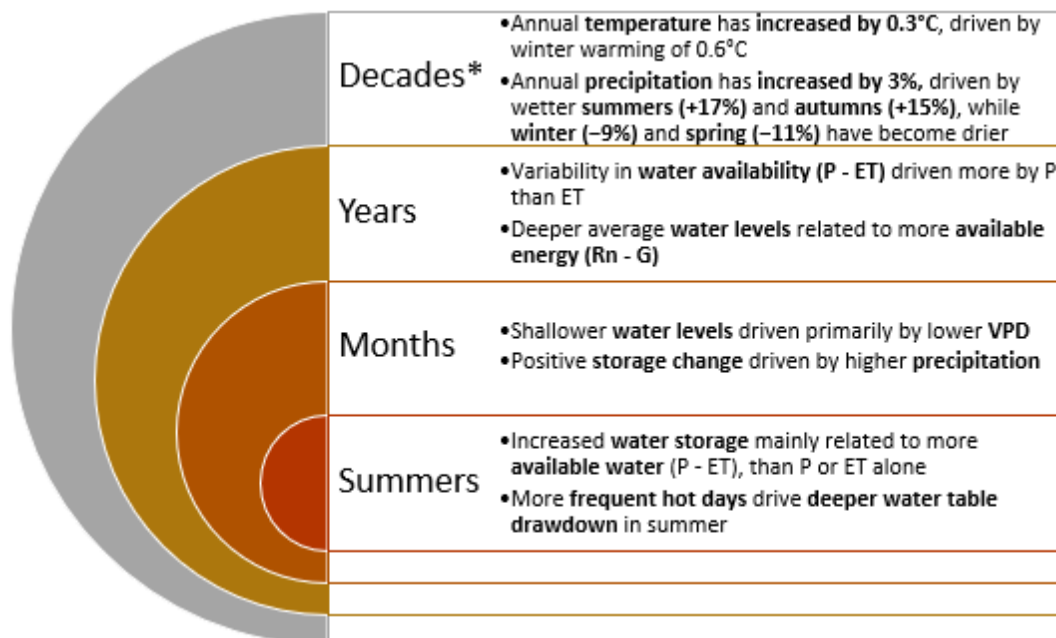 Decades*
•Annual temperature has increased by 0.3°C, driven by
winter warming of 0.6°C
•Annual precipitation has increased by 3%, driven by
wetter summers (+17%) and autumns (+15%), while
winter (–9%) and spring (–11%) have become drier
Years
•Variability in water availability (P - ET) driven more by P
than ET
•Deeper average water levels related to more available
energy (Rn - G)
Months
•Shallower water levels driven primarily by lower VPD
•Positive storage change driven by higher precipitation
Summers
•Increased water storage mainly related to more
available water (P - ET), than P or ET alone
•More frequent hot days drive deeper water table
drawdown in summer